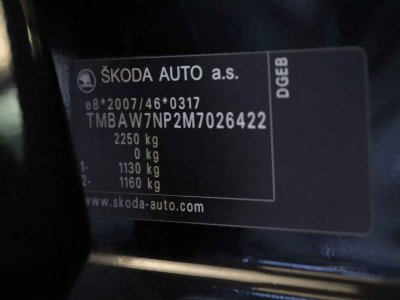 ŠKODA AUTO a.s.
e8*2007/46*0317
TMBAW7NP2M7026422
2250 kg
0 kg
1- 1130 kg
2- 1160 kg
www.skoda-auto.com
DGEB